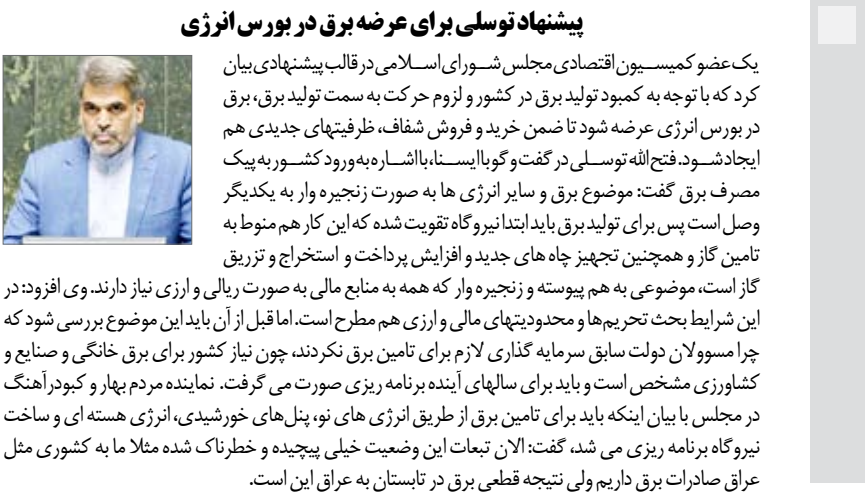 پیشنهاد توسلی برای عرضه برق در بورس انرژی
یک عضو کمیسیون اقتصادی مجلس شورای اسلامی در قالب پیشنهادی بیان
کرد که با توجه به کمبود تولید برق در کشور و لزوم حرکت به سمت تولید برق، برق
در بورس انرژی عرضه شود تا ضمن خرید و فروش شفاف، ظرفیتهای جدیدی هم
ایجاد شود. فتح‌الله توسلی در گفت و گو با ایسنا، با اشاره به ورود کشور به پیک
مصرف برق گفت: موضوع برق و سایر انرژی ها به صورت زنجیره وار به یکدیگر
وصل است پس برای تولید برق باید ابتدا نیروگاه تقویت شده که این کار هم منوط به
تامین گاز و همچنین تجهیز چاه های جدید و افزایش پرداخت و استخراج و تزریق
گاز است، موضوعی به هم پیوسته و زنجیره وار که همه به منابع مالی به صورت ریالی و ارزی نیاز دارند. وی افزود: در
این شرایط بحث تحریم‌ها و محدودیتهای مالی و ارزی هم مطرح است. اما قبل از آن باید این موضوع بررسی شود که
چرا مسوولان دولت سابق سرمایه گذاری لازم برای تامین برق نکردند، چون نیاز کشور برای برق خانگی و صنایع و
کشاورزی مشخص است و باید برای سالهای آینده برنامه ریزی صورت می گرفت. نماینده مردم بهار و کبودرآهنگ
در مجلس با بیان اینکه باید برای تامین برق از طریق انرژی های نو، پنل‌های خورشیدی، انرژی هسته ای و ساخت
نیروگاه برنامه ریزی می شد، گفت: الان تبعات این وضعیت خیلی پیچیده و خطرناک شده مثلا ما به کشوری مثل
عراق صادرات برق داریم ولی نتیجه قطعی برق در تابستان به عراق این است.